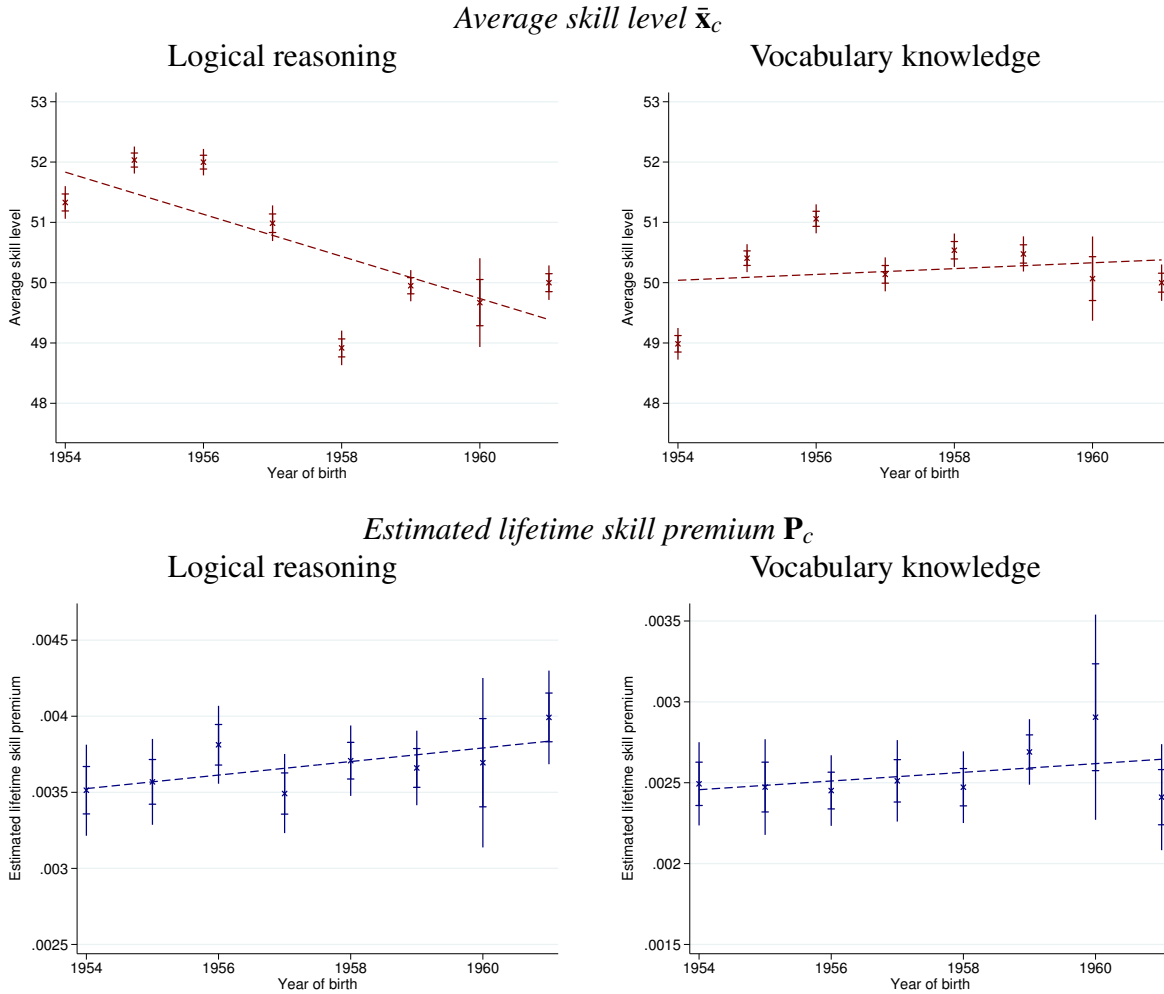 Average skill level x̄c
Logical reasoning
Vocabulary knowledge
53
52
51
50
49
48
Average skill level
1954
1956
1958
1960
Year of birth
53
52
51
50
49
48
Average skill level
1954
1956
1958
1960
Year of birth
Estimated lifetime skill premium Pc
Logical reasoning
Vocabulary knowledge
.0045
.004
.0035
.003
.0025
Estimated lifetime skill premium
1954
1956
1958
1960
Year of birth
.0035
.003
.0025
.002
.0015
Estimated lifetime skill premium
1954
1956
1958
1960
Year of birth